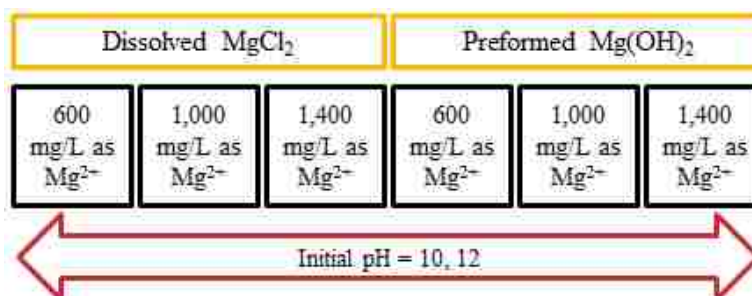 Dissolved MgCl₂
Preformed Mg(OH)₂
600
mg/L as
Mg²⁺
1,000
mg/L as
Mg²⁺
1,400
mg/L as
Mg²⁺
600
mg/L as
Mg²⁺
1,000
mg/L as
Mg²⁺
1,400
mg/L as
Mg²⁺
Initial pH = 10, 12